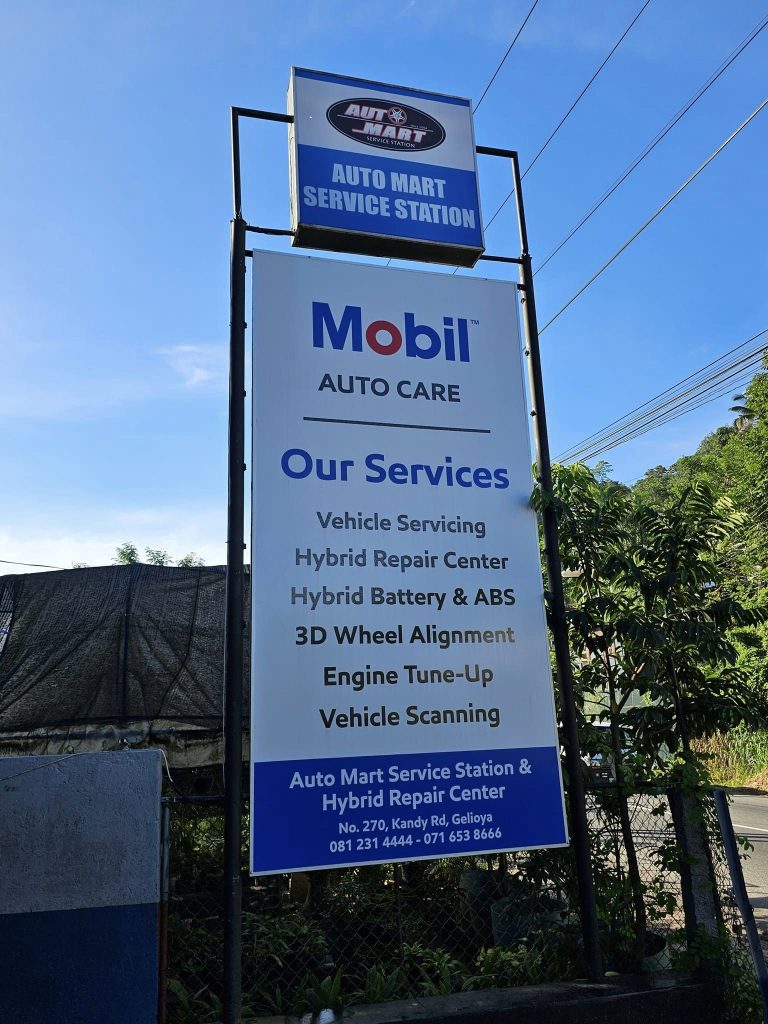 AUTO
MART
SERVICE STATION
AUTO MART
SERVICE STATION
Mobil™
AUTO CARE
Our Services
Vehicle Servicing
Hybrid Repair Center
Hybrid Battery & ABS
3D Wheel Alignment
Engine Tune-Up
Vehicle Scanning
Auto Mart Service Station &
Hybrid Repair Center
No. 270, Kandy Rd, Gelioya
081 231 4444 - 071 653 8666